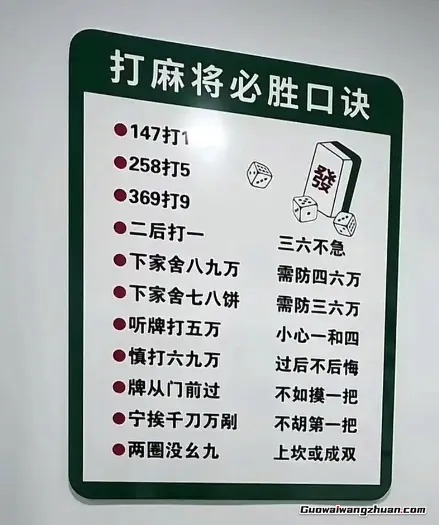 打麻将必胜口诀
147打1
258打5
369打9
二后打一 三六不急
下家舍八九万 需防四六万
下家舍七八饼 需防三六万
听牌打五万 小心一和四
慎打六九万 过后不后悔
牌从门前过 不如摸一把
宁挨千刀万剐 不胡第一把
两圈没幺九 上坎或成双
發
Guowaiwangzhuan.com